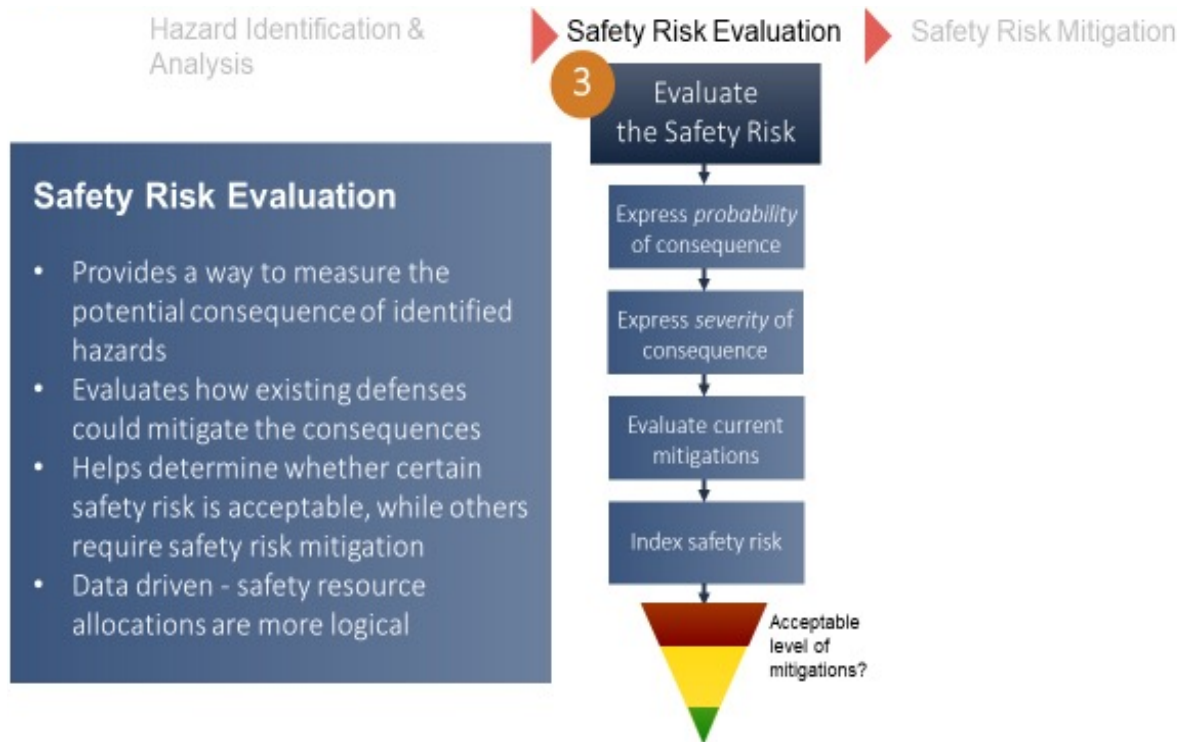 Hazard Identification &
Analysis
Safety Risk Evaluation
Safety Risk Mitigation
3
Evaluate
the Safety Risk
Safety Risk Evaluation
• Provides a way to measure the
potential consequence of identified
hazards
• Evaluates how existing defenses
could mitigate the consequences
• Helps determine whether certain
safety risk is acceptable, while others
require safety risk mitigation
• Data driven - safety resource
allocations are more logical
Express probability
of consequence
Express severity of
consequence
Evaluate current
mitigations
Index safety risk
Acceptable
level of
mitigations?